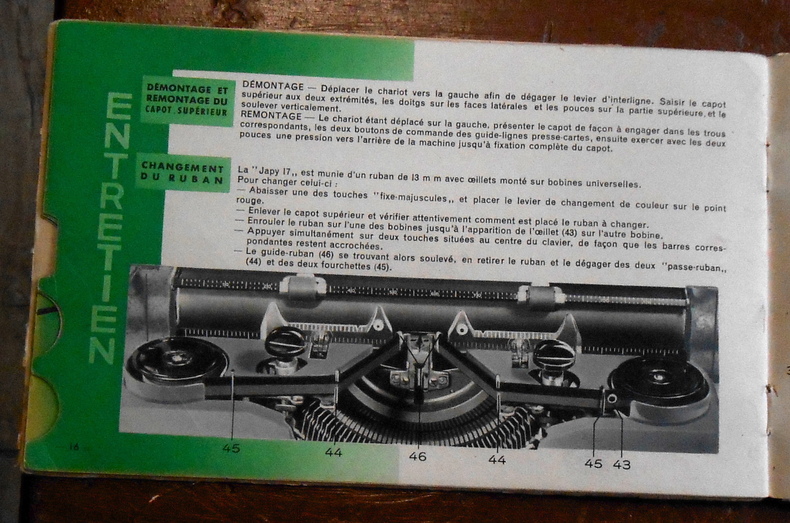 ENTRETIEN
DÉMONTAGE ET
REMONTAGE DU
CAPOT SUPÉRIEUR
DÉMONTAGE — Déplacer le chariot vers la gauche afin de dégager le levier d'interligne. Saisir le capot
supérieur aux deux extrémités, les doitgs sur les faces latérales et les pouces sur la partie supérieure, et le
soulever verticalement.
REMONTAGE — Le chariot étant déplacé sur la gauche, présenter le capot de façon à engager dans les trous
correspondants, les deux boutons de commande des guide-lignes presse-cartes, ensuite exercer avec les deux
pouces une pression vers l'arrière de la machine jusqu'à fixation complète du capot.
CHANGEMENT
DU RUBAN
La "Japy 17„ est munie d'un ruban de 13 m m avec œillets monté sur bobines universelles.
Pour changer celui-ci :
— Abaisser une des touches "fixe-majuscules„, et placer le levier de changement de couleur sur le point
rouge.
— Enlever le capot supérieur et vérifier attentivement comment est placé le ruban à changer.
— Enrouler le ruban sur l'une des bobines jusqu'à l'apparition de l'œillet (43) sur l'autre bobine.
— Appuyer simultanément sur deux touches situées au centre du clavier, de façon que les barres corres-
pondantes restent accrochées.
— Le guide-ruban (46) se trouvant alors soulevé, en retirer le ruban et le dégager des deux "passe-ruban„
(44) et des deux fourchettes (45).
45 44 46 44 45 43
16